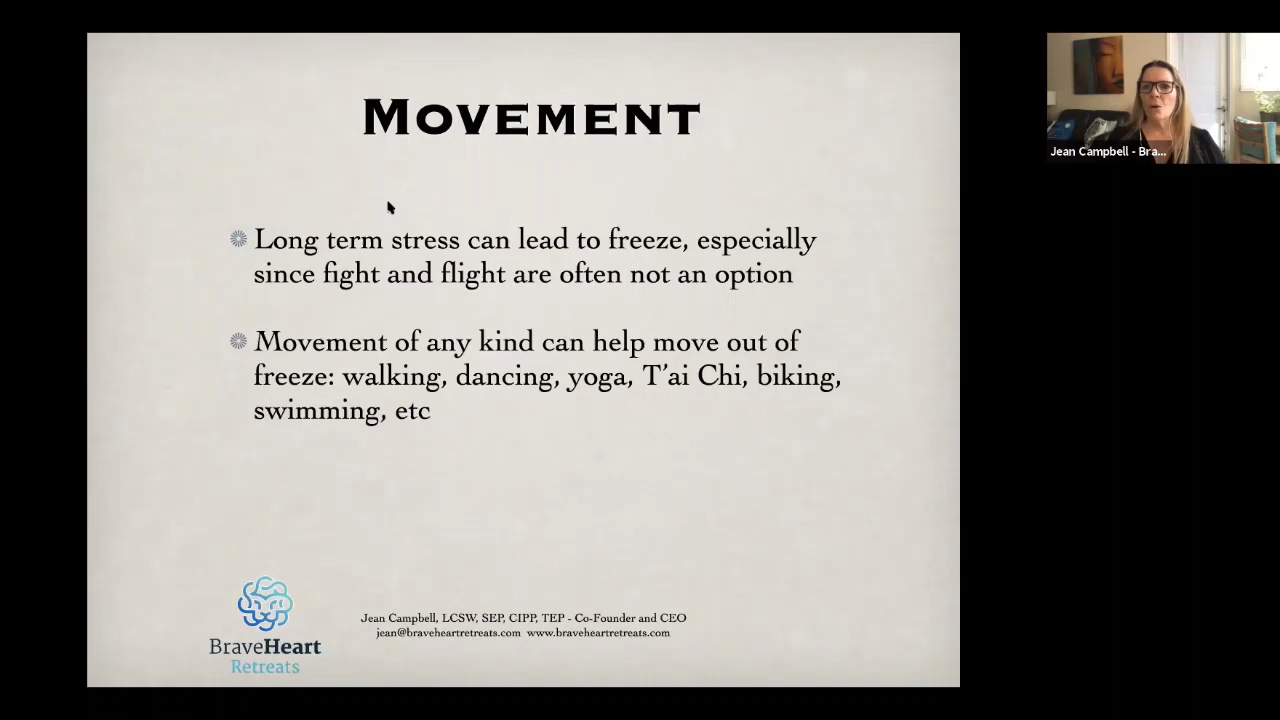 MOVEMENT
Long term stress can lead to freeze, especially
since fight and flight are often not an option
Movement of any kind can help move out of
freeze: walking, dancing, yoga, T’ai Chi, biking,
swimming, etc
Jean Campbell, LCSW, SEP, CIPP, TEP - Co-Founder and CEO
jean@braveheartretreats.com www.braveheartretreats.com
BraveHeart
Retreats
Jean Campbell - Bra...